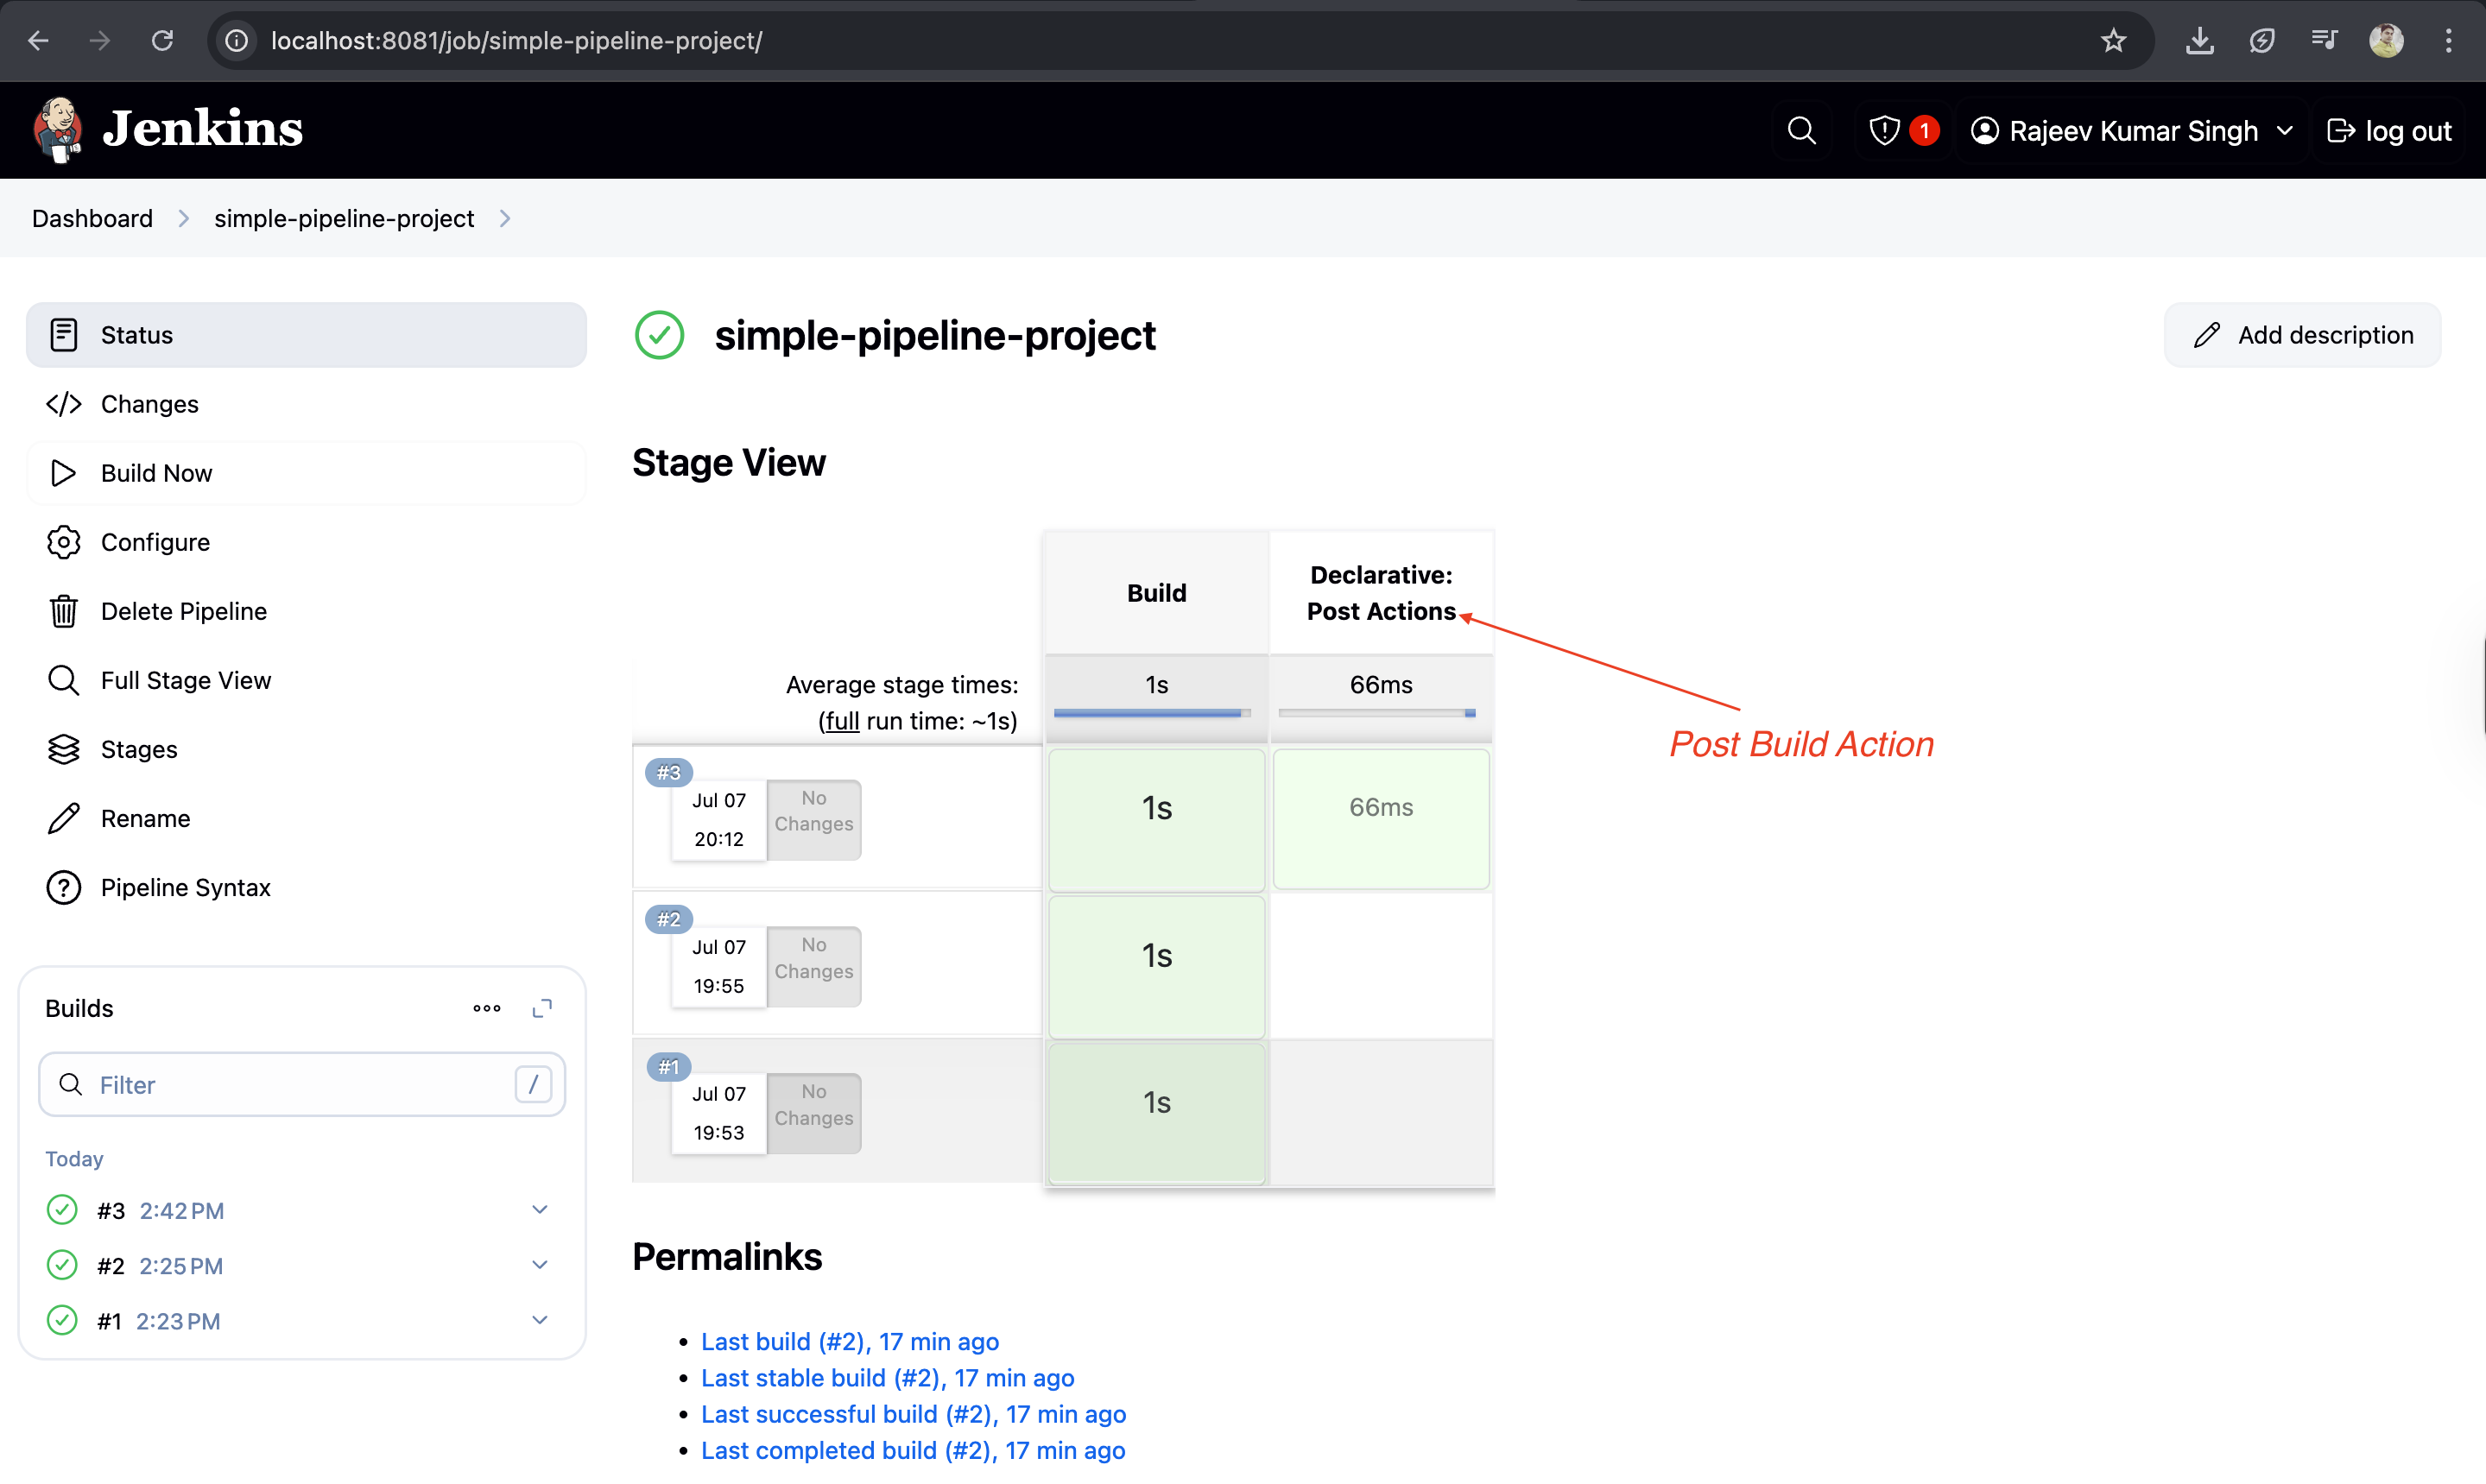 localhost:8081/job/simple-pipeline-project/
Jenkins
1
Rajeev Kumar Singh
log out
Dashboard
simple-pipeline-project
Status
Changes
Build Now
Configure
Delete Pipeline
Full Stage View
Stages
Rename
Pipeline Syntax
Builds
Filter
/
Today
#3 2:42 PM
#2 2:25 PM
#1 2:23 PM
simple-pipeline-project
Add description
Stage View
Build
Declarative:
Post Actions
Average stage times:
(full run time: ~1s)
1s
66ms
Post Build Action
#3
Jul 07
20:12
No
Changes
1s
66ms
#2
Jul 07
19:55
No
Changes
1s
#1
Jul 07
19:53
No
Changes
1s
Permalinks
Last build (#2), 17 min ago
Last stable build (#2), 17 min ago
Last successful build (#2), 17 min ago
Last completed build (#2), 17 min ago